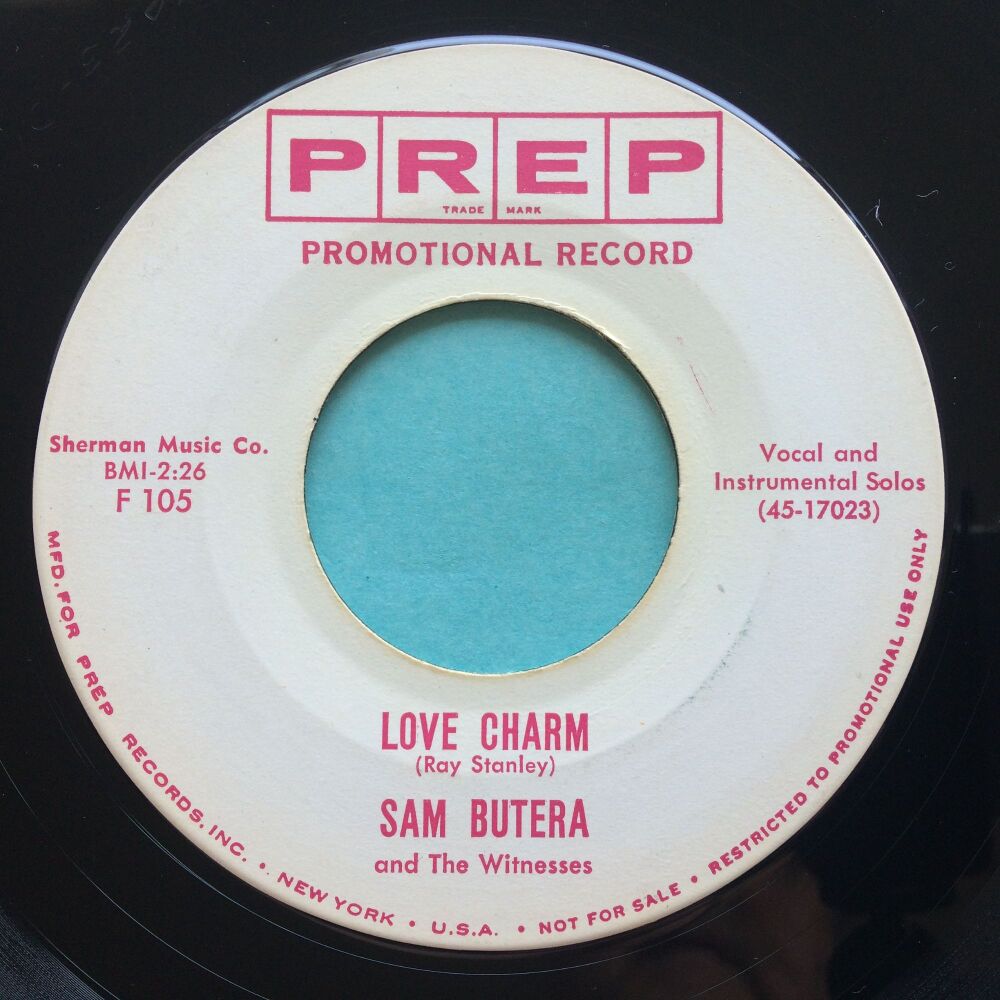 PREP
TRADE MARK
PROMOTIONAL RECORD
Sherman Music Co.
BMI-2:26
F 105
Vocal and
Instrumental Solos
(45-17023)
LOVE CHARM
(Ray Stanley)
SAM BUTERA
and The Witnesses
MFD. FOR PREP RECORDS, INC. • NEW YORK • U.S.A. • NOT FOR SALE • RESTRICTED TO PROMOTIONAL USE ONLY